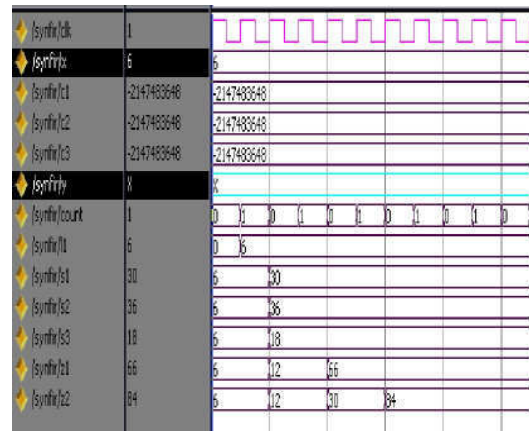 /synfir/clk 1
/synfir/x 6 6
/synfir/c1 -2147483648 -2147483648
/synfir/c2 -2147483648 -2147483648
/synfir/c3 -2147483648 -2147483648
/synfir/y X X
/synfir/count 1 0 1 0 1 0 1 0 1 0 1 0
/synfir/l1 6 0 6
/synfir/s1 30 6 30
/synfir/s2 36 6 36
/synfir/s3 18 6 18
/synfir/z1 66 6 12 66
/synfir/z2 84 6 12 30 84